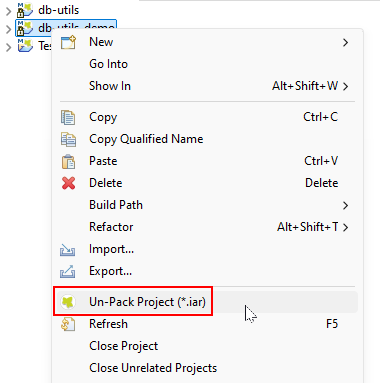 db-utils
db-utils-demo
Tes
New
Go Into
Show In Alt+Shift+W
Copy Ctrl+C
Copy Qualified Name
Paste Ctrl+V
Delete Delete
Build Path
Refactor Alt+Shift+T
Import...
Export...
Un-Pack Project (*.iar)
Refresh F5
Close Project
Close Unrelated Projects